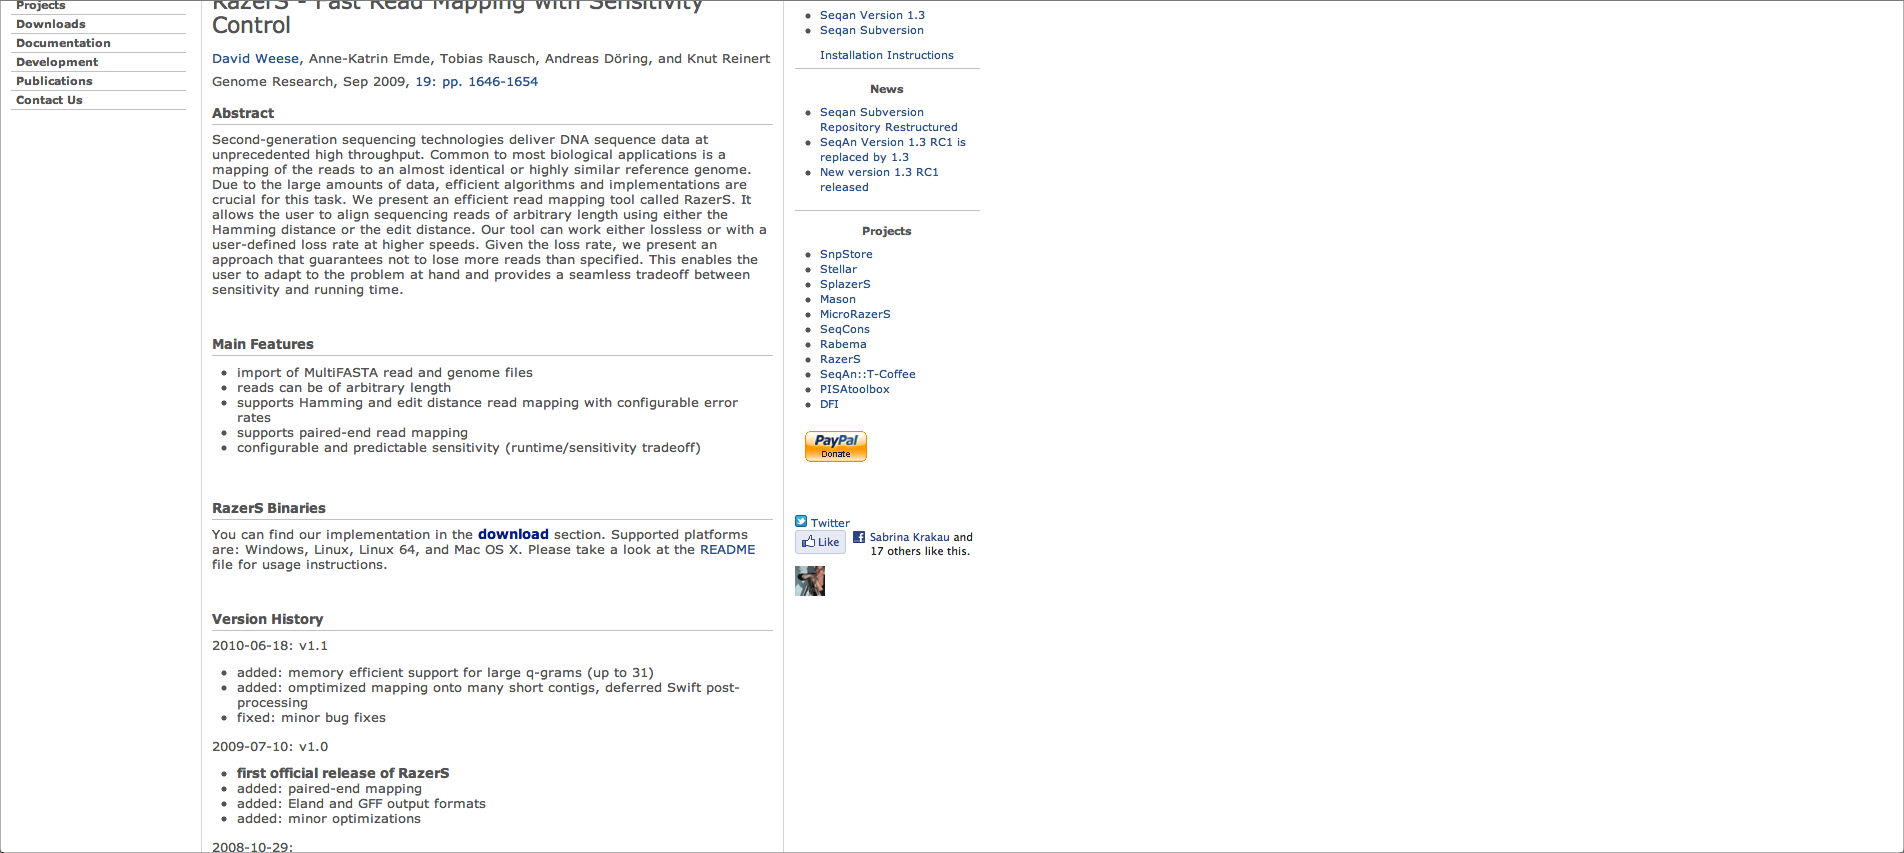 Projects
Downloads
Documentation
Development
Publications
Contact Us
RazerS - Fast Read Mapping with Sensitivity
Control
David Weese, Anne-Katrin Emde, Tobias Rausch, Andreas Döring, and Knut Reinert
Genome Research, Sep 2009, 19: pp. 1646-1654
Abstract
Second-generation sequencing technologies deliver DNA sequence data at
unprecedented high throughput. Common to most biological applications is a
mapping of the reads to an almost identical or highly similar reference genome.
Due to the large amounts of data, efficient algorithms and implementations are
crucial for this task. We present an efficient read mapping tool called RazerS. It
allows the user to align sequencing reads of arbitrary length using either the
Hamming distance or the edit distance. Our tool can work either lossless or with a
user-defined loss rate at higher speeds. Given the loss rate, we present an
approach that guarantees not to lose more reads than specified. This enables the
user to adapt to the problem at hand and provides a seamless tradeoff between
sensitivity and running time.
Main Features
import of MultiFASTA read and genome files
reads can be of arbitrary length
supports Hamming and edit distance read mapping with configurable error
rates
supports paired-end read mapping
configurable and predictable sensitivity (runtime/sensitivity tradeoff)
RazerS Binaries
You can find our implementation in the download section. Supported platforms
are: Windows, Linux, Linux 64, and Mac OS X. Please take a look at the README
file for usage instructions.
Version History
2010-06-18: v1.1
added: memory efficient support for large q-grams (up to 31)
added: omptimized mapping onto many short contigs, deferred Swift post-
processing
fixed: minor bug fixes
2009-07-10: v1.0
first official release of RazerS
added: paired-end mapping
added: Eland and GFF output formats
added: minor optimizations
2008-10-29:
Seqan Version 1.3
Seqan Subversion
Installation Instructions
News
Seqan Subversion
Repository Restructured
SeqAn Version 1.3 RC1 is
replaced by 1.3
New version 1.3 RC1
released
Projects
SnpStore
Stellar
SplazerS
Mason
MicroRazerS
SeqCons
Rabema
RazerS
SeqAn::T-Coffee
PISAtoolbox
DFI
PayPal
Donate
Twitter
Like
Sabrina Krakau and
17 others like this.